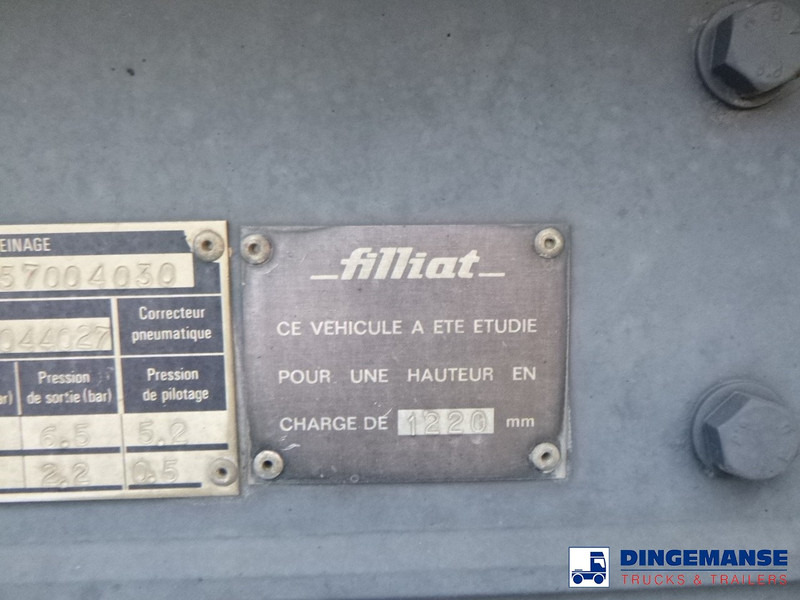 EINAGE
57004030
044027
Correcteur
pneumatique
Pression
de sortie (bar)
Pression
de pilotage
6.5
5.2
2.2
0.5
filliat
CE VEHICULE A ETE ETUDIE
POUR UNE HAUTEUR EN
CHARGE DE 1220 mm
DINGEMANSE
TRUCKS & TRAILERS